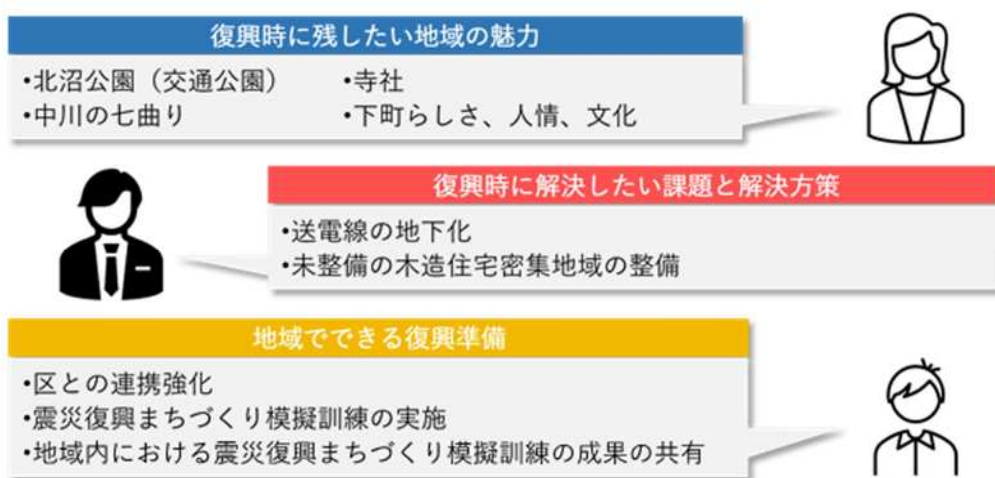 復興時に残したい地域の魅力
•北沼公園（交通公園） •寺社
•中川の七曲り •下町らしさ、人情、文化
復興時に解決したい課題と解決方策
•送電線の地下化
•未整備の木造住宅密集地域の整備
地域でできる復興準備
•区との連携強化
•震災復興まちづくり模擬訓練の実施
•地域内における震災復興まちづくり模擬訓練の成果の共有